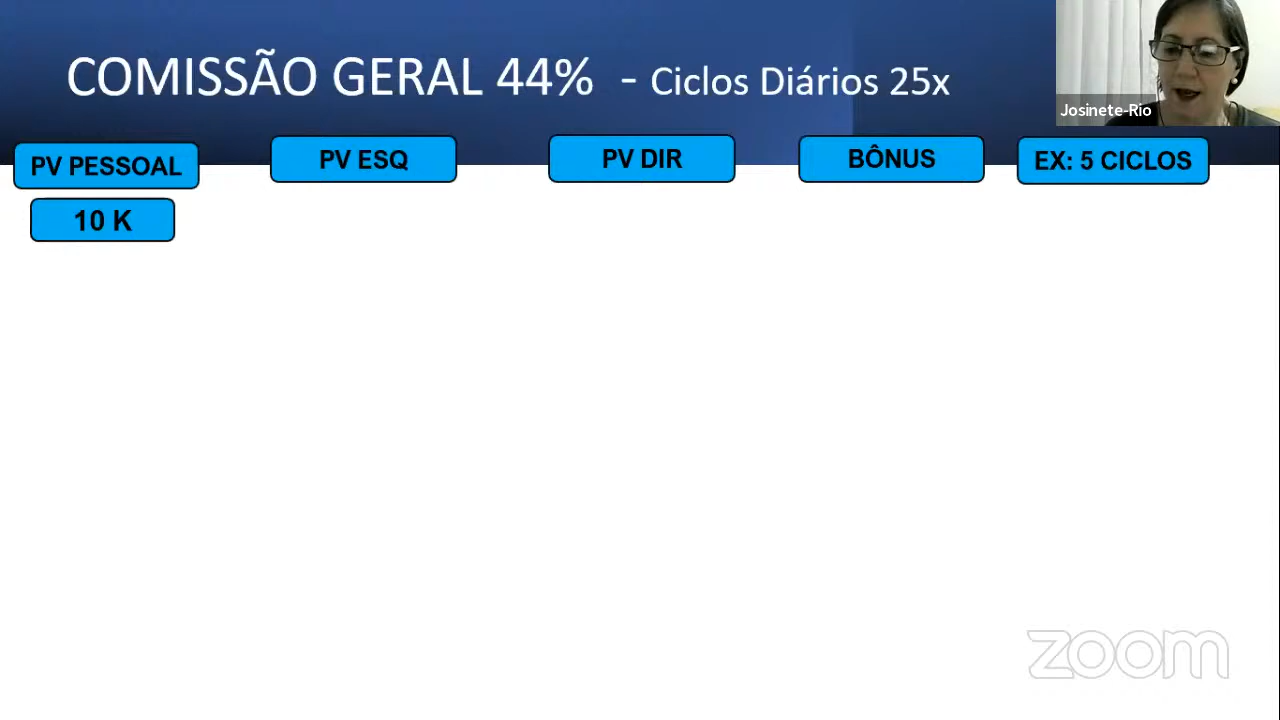 COMISSÃO GERAL 44% - Ciclos Diários 25x
Josinete-Rio
PV PESSOAL
PV ESQ
PV DIR
BÔNUS
EX: 5 CICLOS
10 K
zoom